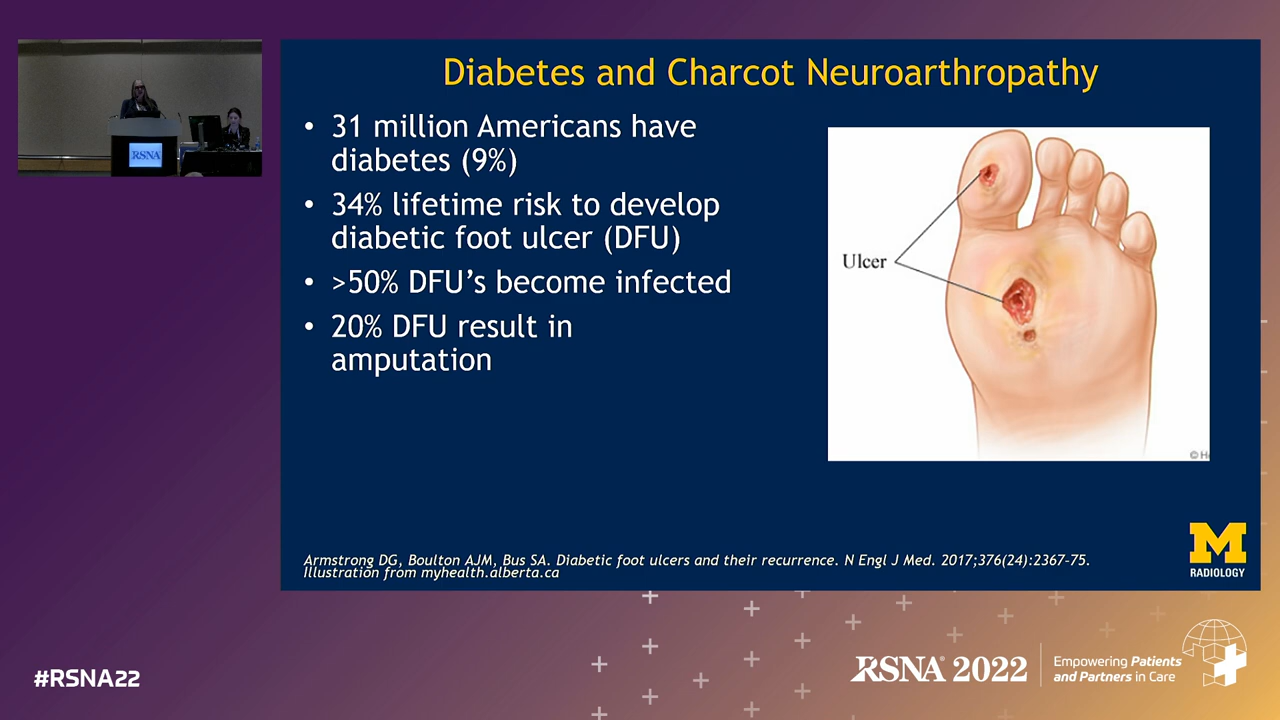 RSNA
Diabetes and Charcot Neuroarthropathy
• 31 million Americans have
diabetes (9%)
• 34% lifetime risk to develop
diabetic foot ulcer (DFU)
• >50% DFU’s become infected
• 20% DFU result in
amputation
Ulcer
Armstrong DG, Boulton AJM, Bus SA. Diabetic foot ulcers and their recurrence. N Engl J Med. 2017;376(24):2367-75.
Illustration from myhealth.alberta.ca
M
RADIOLOGY
#RSNA22
RSNA® 2022
Empowering Patients
and Partners in Care